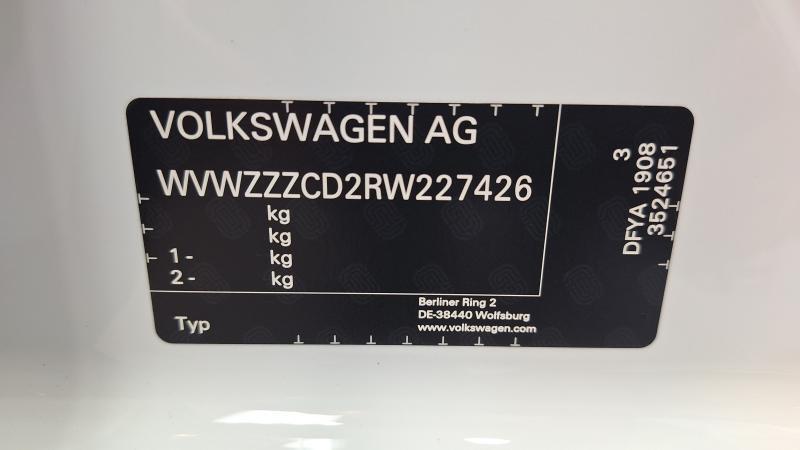 VOLKSWAGEN AG
WVWZZZCD2RW227426
kg
kg
1- kg
2- kg
Typ
Berliner Ring 2
DE-38440 Wolfsburg
www.volkswagen.com
3
DFYA 1908
3524651